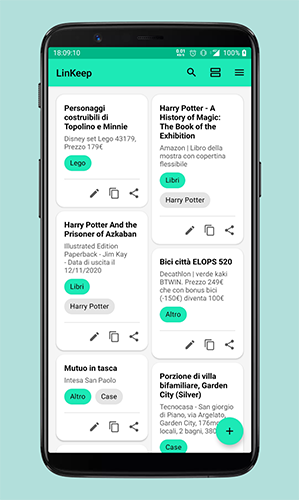 18:09:10
0.01
100%
LinKeep
Personaggi
costruibili di
Topolino e Minnie
Disney set Lego 43179,
Prezzo 179€
Lego
Harry Potter And the
Prisoner of Azkaban
Illustrated Edition
Paperback - Jim Kay
- Data di uscita il
12/11/2020
Libri
Harry Potter
Mutuo in tasca
Intesa San Paolo
Altro
Case
Harry Potter - A
History of Magic:
The Book of the
Exhibition
Amazon | Libro della
mostra con copertina
flessibile
Libri
Harry Potter
Bici città ELOPS 520
Decathlon | verde kaki
BTWIN. Prezzo 249€
che con bonus bici
(-150€) diventa 100€
Altro
Porzione di villa
bifamiliare, Garden
City (Silver)
Tecnocasa - San giorgio
di Piano, via Argelato,
Garden City, 176m
locali, 2 bagni, 380
Case
+